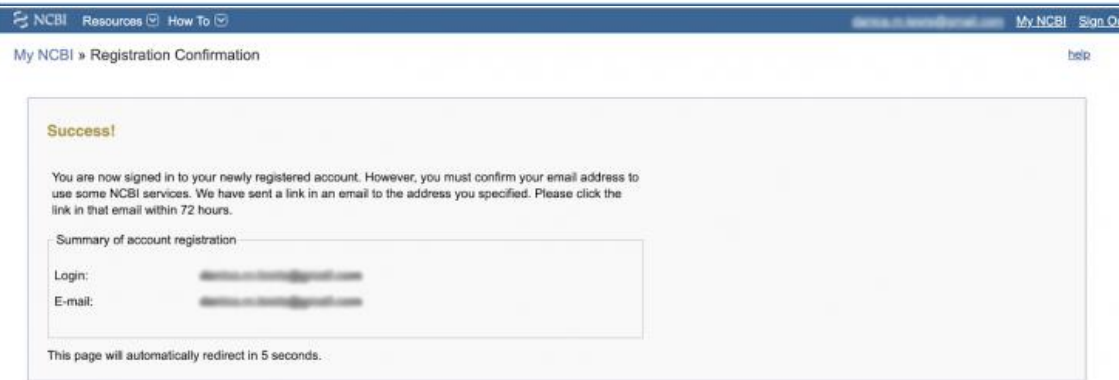 NCBI Resources How To My NCBI Sign O
My NCBI » Registration Confirmation help
Success!
You are now signed in to your newly registered account. However, you must confirm your email address to
use some NCBI services. We have sent a link in an email to the address you specified. Please click the
link in that email within 72 hours.
Summary of account registration
Login:
E-mail:
This page will automatically redirect in 5 seconds.